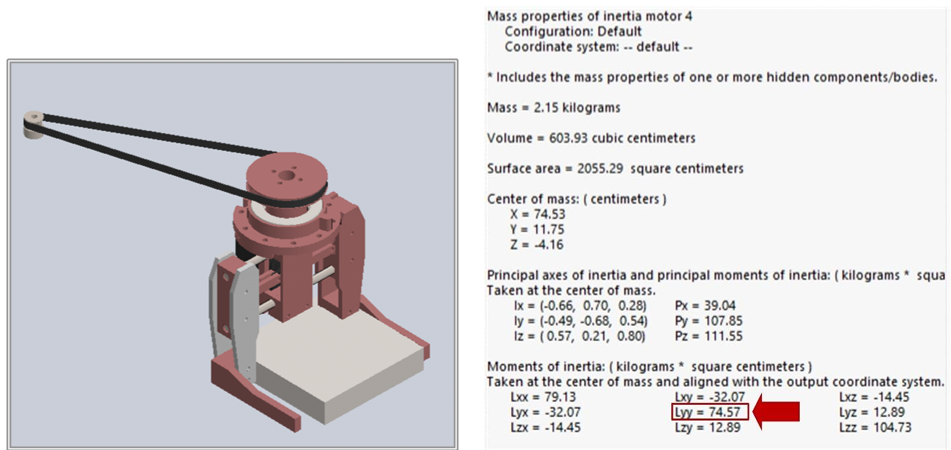 Mass properties of inertia motor 4
Configuration: Default
Coordinate system: -- default --
* Includes the mass properties of one or more hidden components/bodies.
Mass = 2.15 kilograms
Volume = 603.93 cubic centimeters
Surface area = 2055.29 square centimeters
Center of mass: ( centimeters )
X = 74.53
Y = 11.75
Z = -4.16
Principal axes of inertia and principal moments of inertia: ( kilograms * squa
Taken at the center of mass.
Ix = (-0.66, 0.70, 0.28) Px = 39.04
Iy = (-0.49, -0.68, 0.54) Py = 107.85
Iz = ( 0.57, 0.21, 0.80) Pz = 111.55
Moments of inertia: ( kilograms * square centimeters )
Taken at the center of mass and aligned with the output coordinate system.
Lxx = 79.13 Lxy = -32.07 Lxz = -14.45
Lyx = -32.07 Lyy = 74.57 Lyz = 12.89
Lzx = -14.45 Lzy = 12.89 Lzz = 104.73